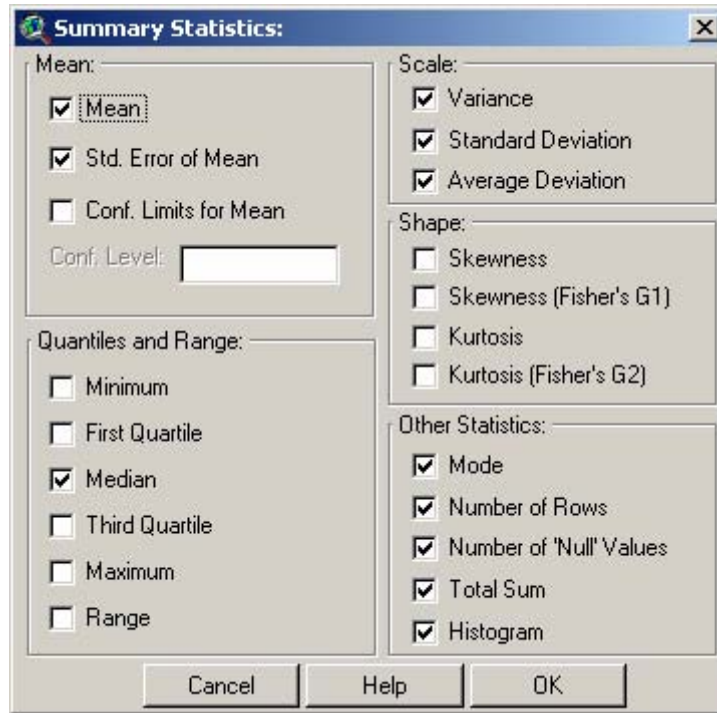 Summary Statistics:
Mean:
Mean
Std. Error of Mean
Conf. Limits for Mean
Conf. Level:
Quantiles and Range:
Minimum
First Quartile
Median
Third Quartile
Maximum
Range
Scale:
Variance
Standard Deviation
Average Deviation
Shape:
Skewness
Skewness (Fisher's G1)
Kurtosis
Kurtosis (Fisher's G2)
Other Statistics:
Mode
Number of Rows
Number of 'Null' Values
Total Sum
Histogram
Cancel
Help
OK